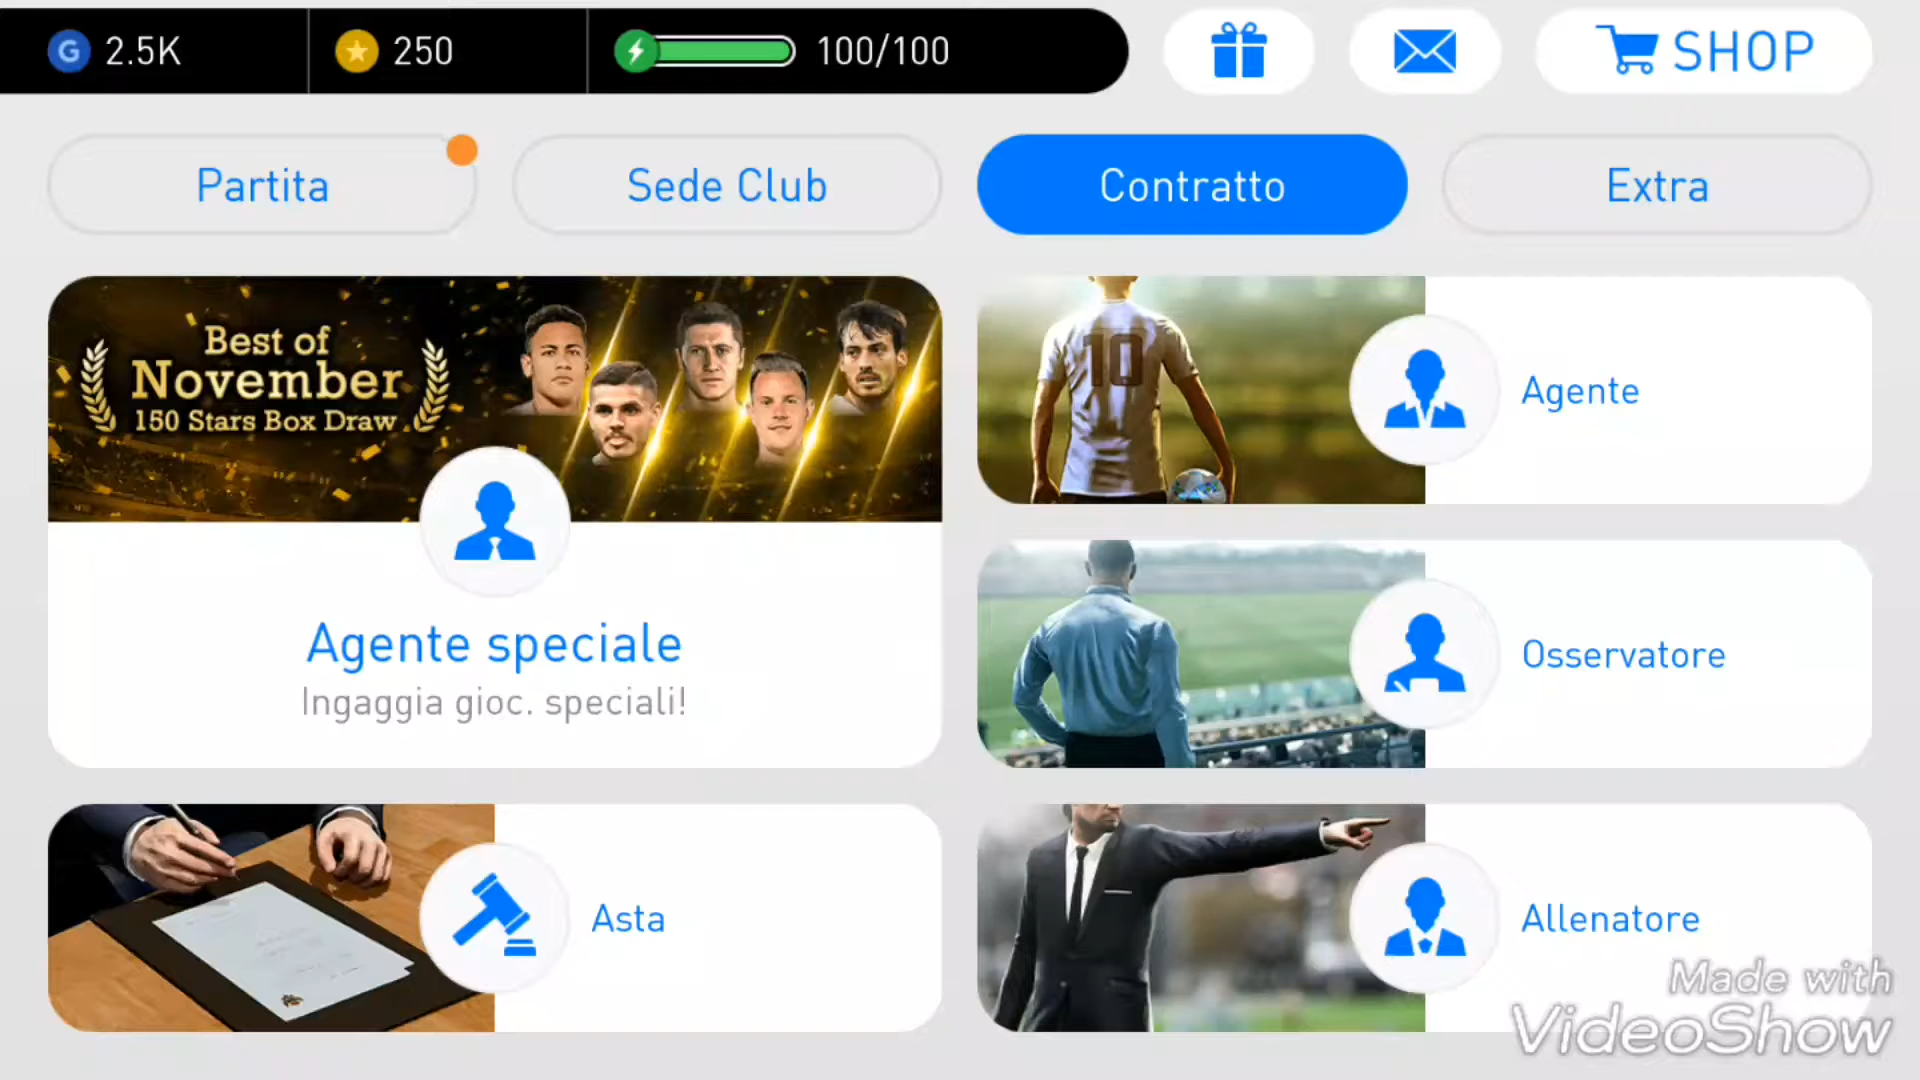 G 2.5K
250
100/100
SHOP
Partita
Sede Club
Contratto
Extra
Best of
November
150 Stars Box Draw
Agente speciale
Ingaggia gioc. speciali!
10
Agente
Osservatore
Asta
Allenatore
Made with
VideoShow